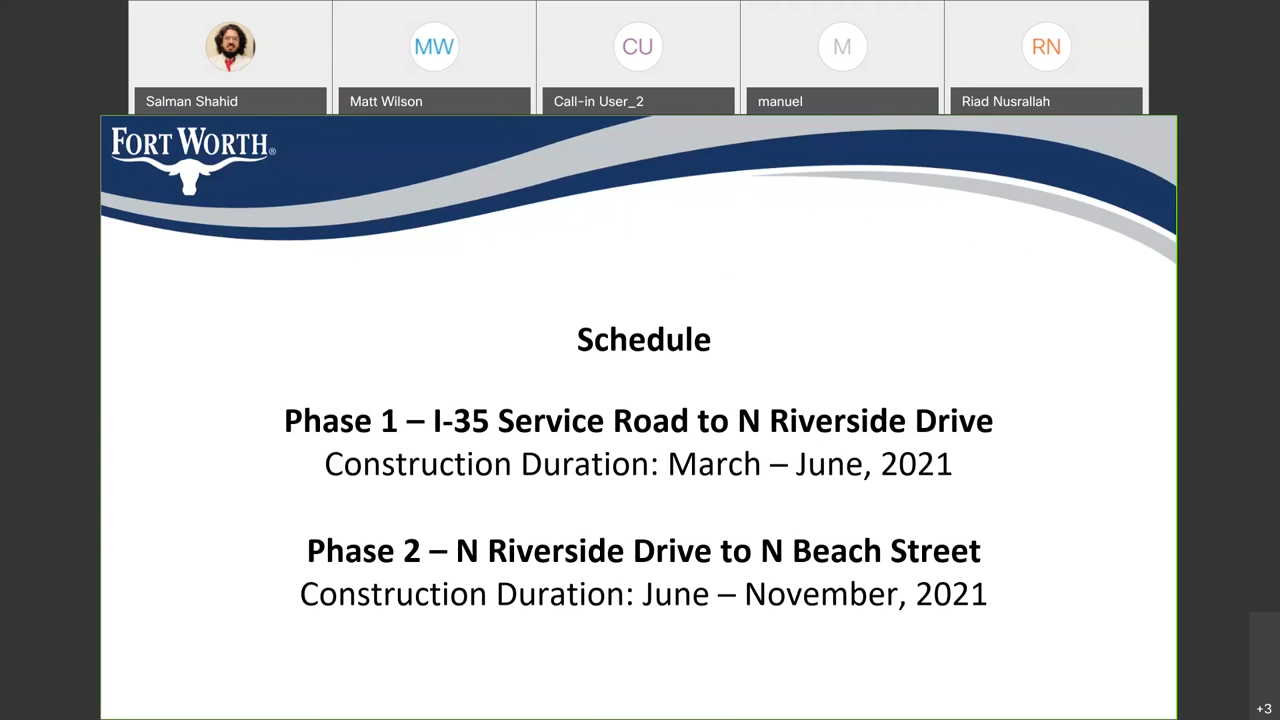 MW
CU
M
RN
Salman Shahid
Matt Wilson
Call-in User_2
manuel
Riad Nusrallah
FORT WORTH®
Schedule
Phase 1 – I-35 Service Road to N Riverside Drive
Construction Duration: March – June, 2021
Phase 2 – N Riverside Drive to N Beach Street
Construction Duration: June – November, 2021
+3